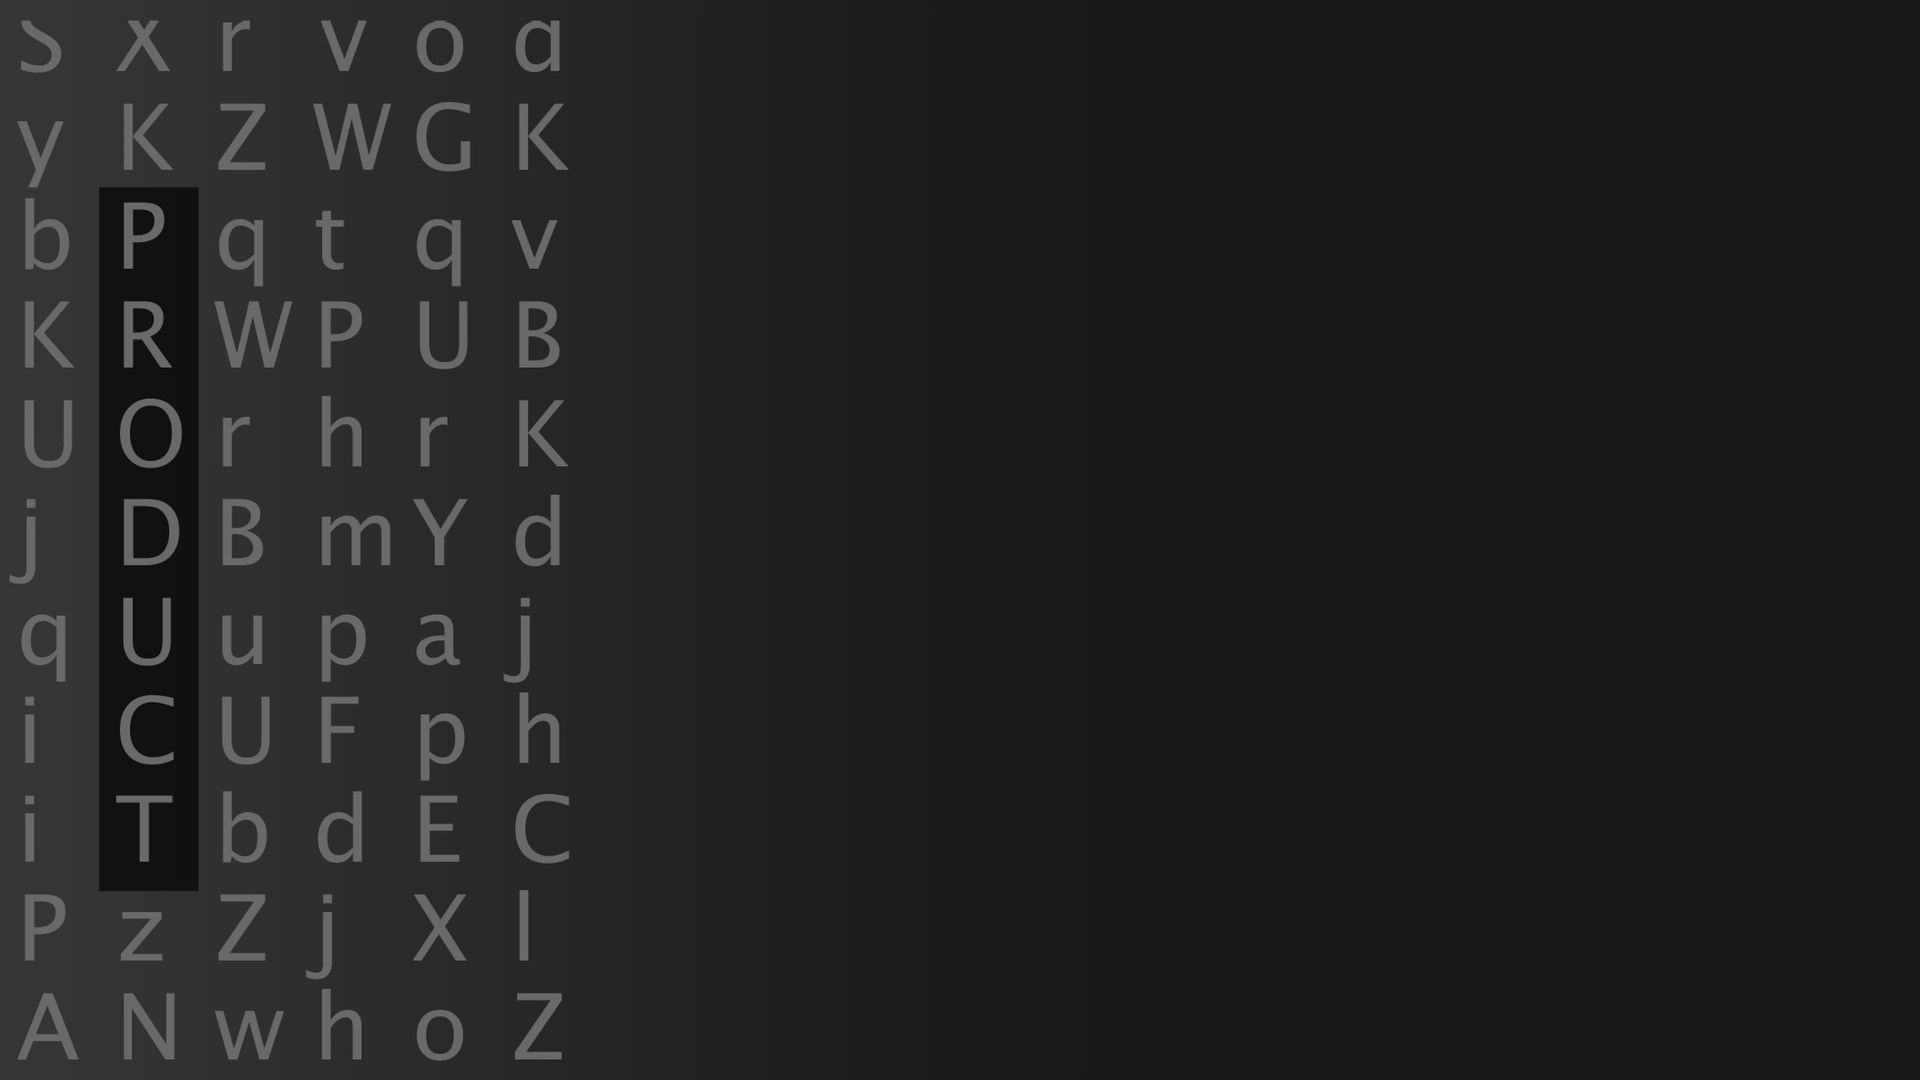 S x r v o a
y K Z W G K
b P q t q v
K R W P U B
U O r h r K
j D B m Y d
q U u p a j
i C U F p h
i T b d E C
P z Z j X l
A N w h o Z